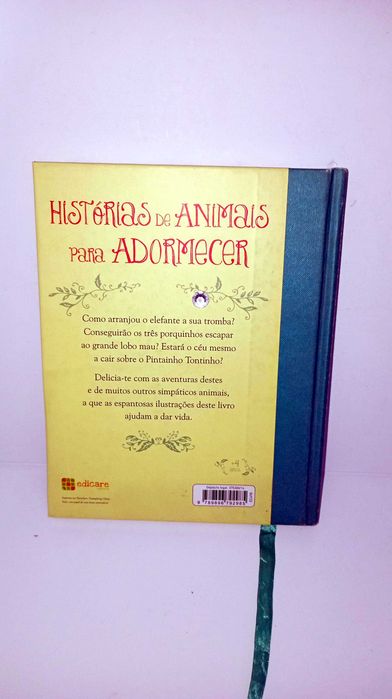 HISTÓRIAS DE ANIMAIS
PARA ADORMECER
Como arranjou o elefante a sua tromba?
Conseguirão os três porquinhos escapar
ao grande lobo mau? Estará o céu mesmo
a cair sobre o Pintainho Tontinho?
Delicia-te com as aventuras destes
e de muitos outros simpáticos animais,
a que as espantosas ilustrações deste livro
ajudam a dar vida.
edicare